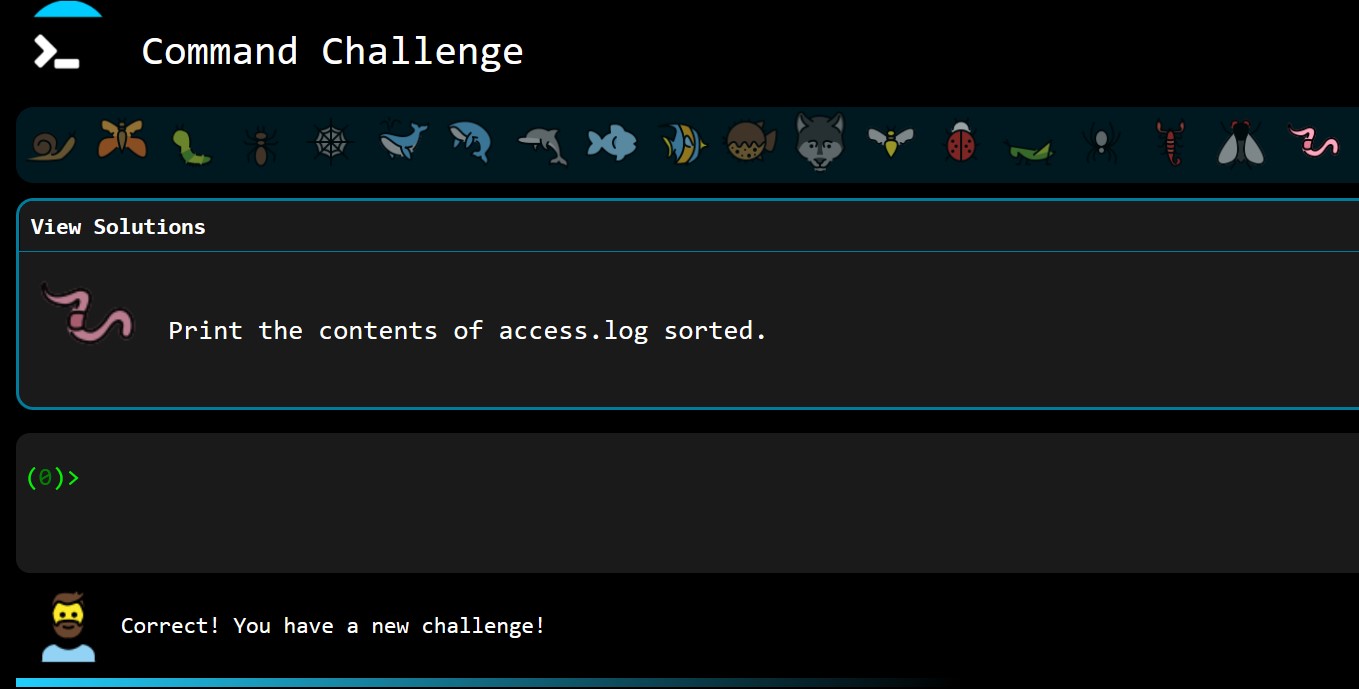 Command Challenge
View Solutions
Print the contents of access.log sorted.
(0)>
Correct! You have a new challenge!